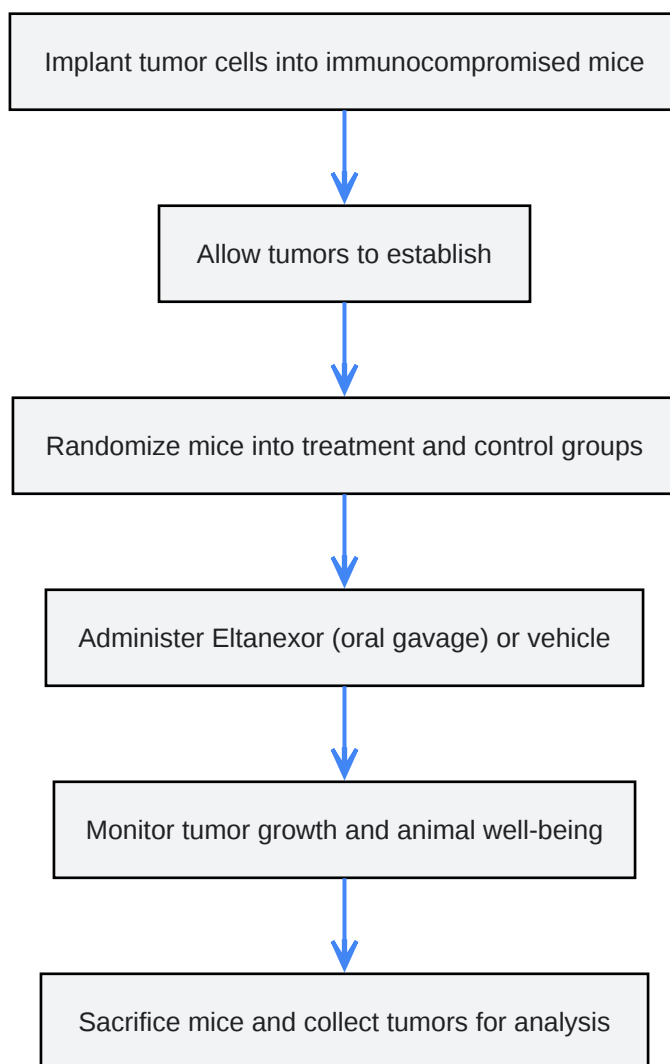 Implant tumor cells into immunocompromised mice
Allow tumors to establish
Randomize mice into treatment and control groups
Administer Eltanexor (oral gavage) or vehicle
Monitor tumor growth and animal well-being
Sacrifice mice and collect tumors for analysis